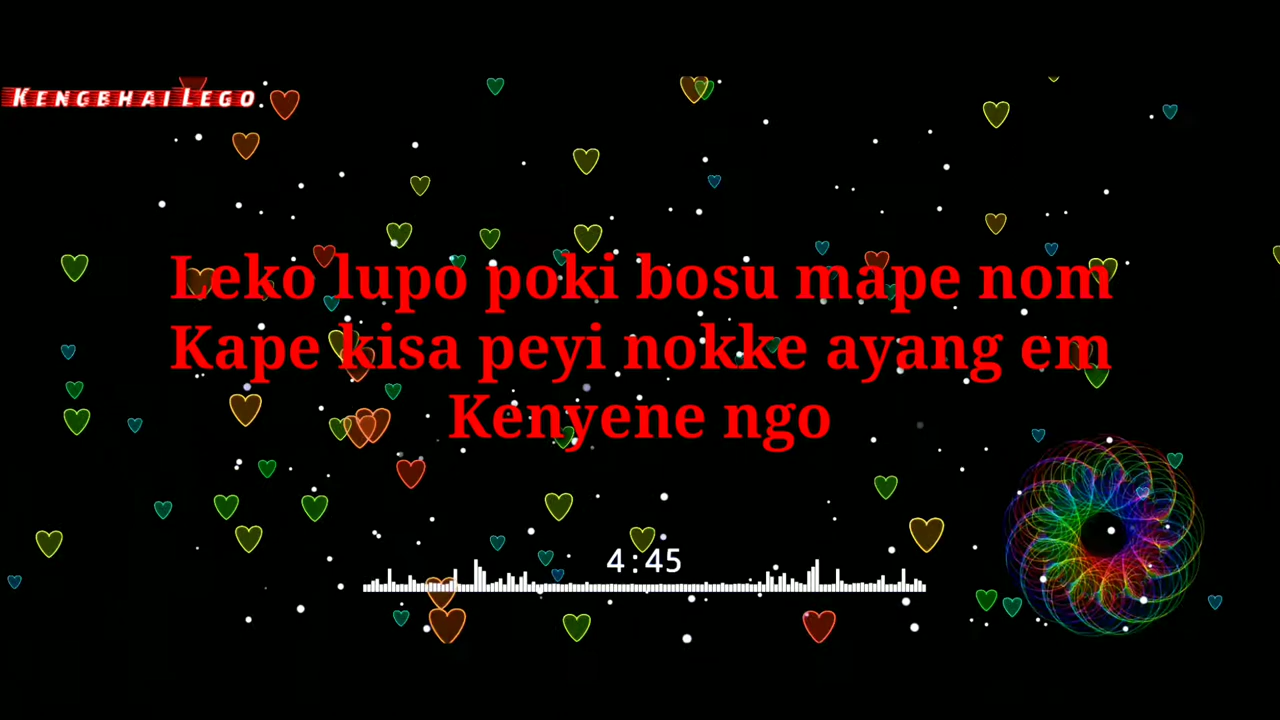 KENGBHAI LEGO
Leko lupo poki bosu mape nom
Kape kisa peyi nokke ayang em
Kenyene ngo
4:45